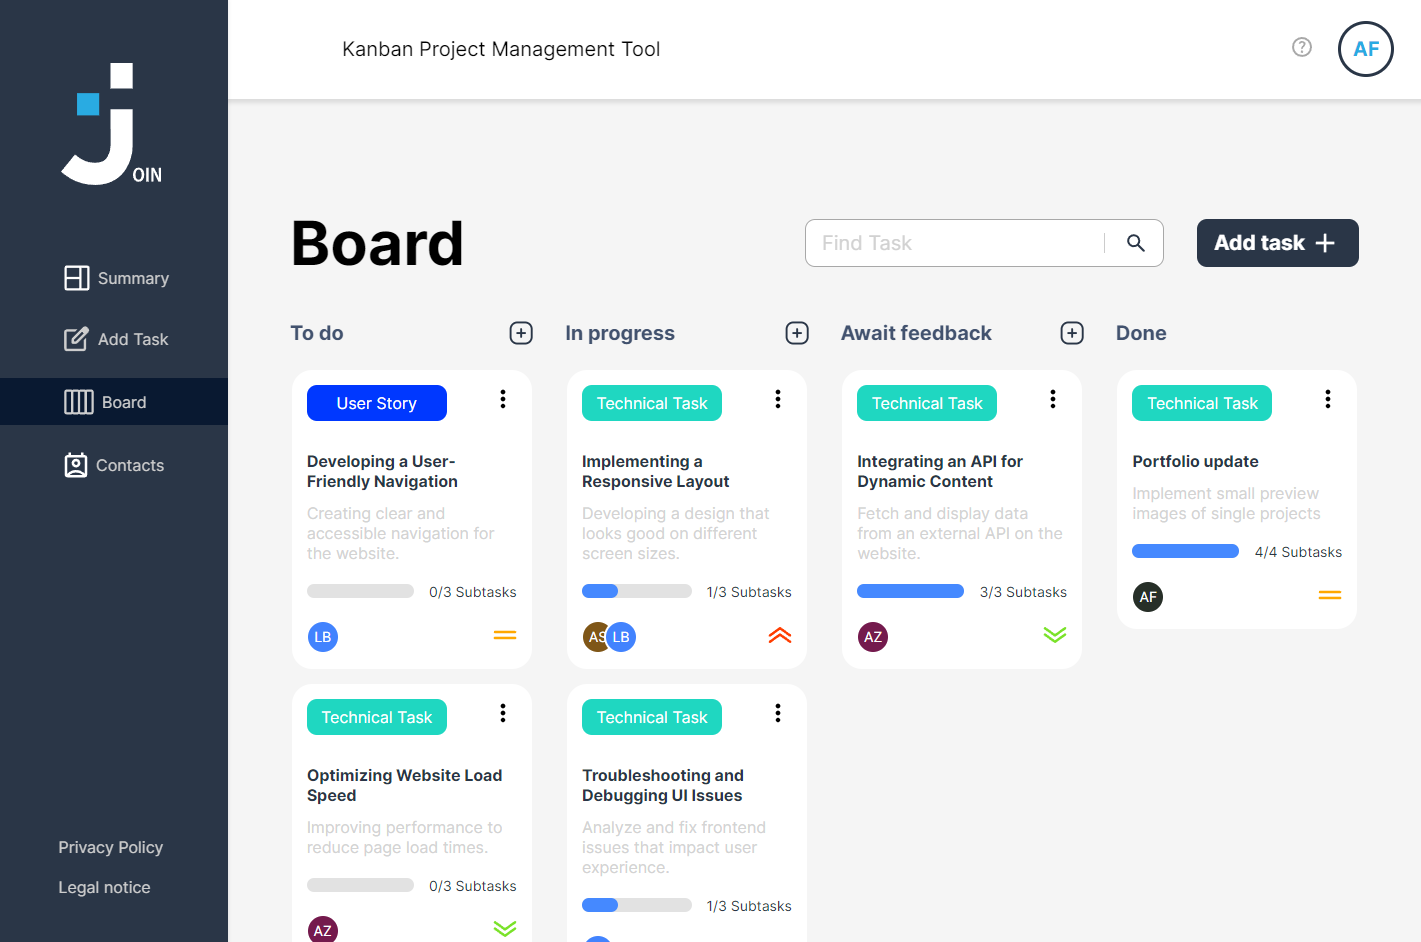 OIN
Summary
Add Task
Board
Contacts
Privacy Policy
Legal notice
Kanban Project Management Tool
?
AF
Board
Find Task
Add task
To do
User Story
Developing a User-
Friendly Navigation
Creating clear and
accessible navigation for
the website.
0/3 Subtasks
LB
Technical Task
Optimizing Website Load
Speed
Improving performance to
reduce page load times.
0/3 Subtasks
AZ
In progress
Technical Task
Implementing a
Responsive Layout
Developing a design that
looks good on different
screen sizes.
1/3 Subtasks
AS LB
Technical Task
Troubleshooting and
Debugging UI Issues
Analyze and fix frontend
issues that impact user
experience.
1/3 Subtasks
Await feedback
Technical Task
Integrating an API for
Dynamic Content
Fetch and display data
from an external API on the
website.
3/3 Subtasks
AZ
Done
Technical Task
Portfolio update
Implement small preview
images of single projects
4/4 Subtasks
AF